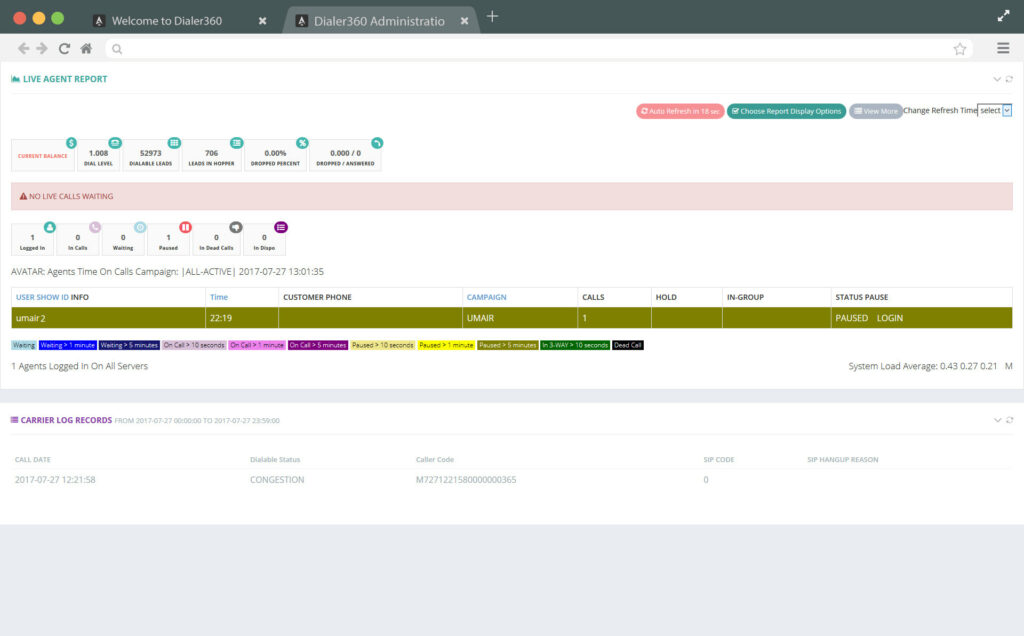 Welcome to Dialer360
Dialer360 Administratio
LIVE AGENT REPORT
Auto Refresh in 18 sec Choose Report Display Options View More Change Refresh Time select
CURRENT BALANCE
1.008 52973 706 0.00% 0.000 / 0
DIAL LEVEL DIALABLE LEADS LEADS IN HOPPER DROPPED PERCENT DROPPED / ANSWERED
NO LIVE CALLS WAITING
1 0 0 1 0 0
Logged In In Calls Waiting Paused In Dead Calls In Dispo
AVATAR: Agents Time On Calls Campaign: |ALL-ACTIVE| 2017-07-27 13:01:35
USER SHOW ID INFO Time CUSTOMER PHONE CAMPAIGN CALLS HOLD IN-GROUP STATUS PAUSE
umair2 22:19 UMAIR 1 PAUSED LOGIN
Waiting Waiting > 1 minute Waiting > 5 minutes On Call > 10 seconds On Call > 1 minute On Call > 5 minutes Paused > 10 seconds Paused > 1 minute Paused > 5 minutes In 3-WAY > 10 seconds Dead Call
1 Agents Logged In On All Servers System Load Average: 0.43 0.27 0.21 M
CARRIER LOG RECORDS FROM 2017-07-27 00:00:00 TO 2017-07-27 23:59:00
CALL DATE Dialable Status Caller Code SIP CODE SIP HANGUP REASON
2017-07-27 12:21:58 CONGESTION M7271221580000000365 0